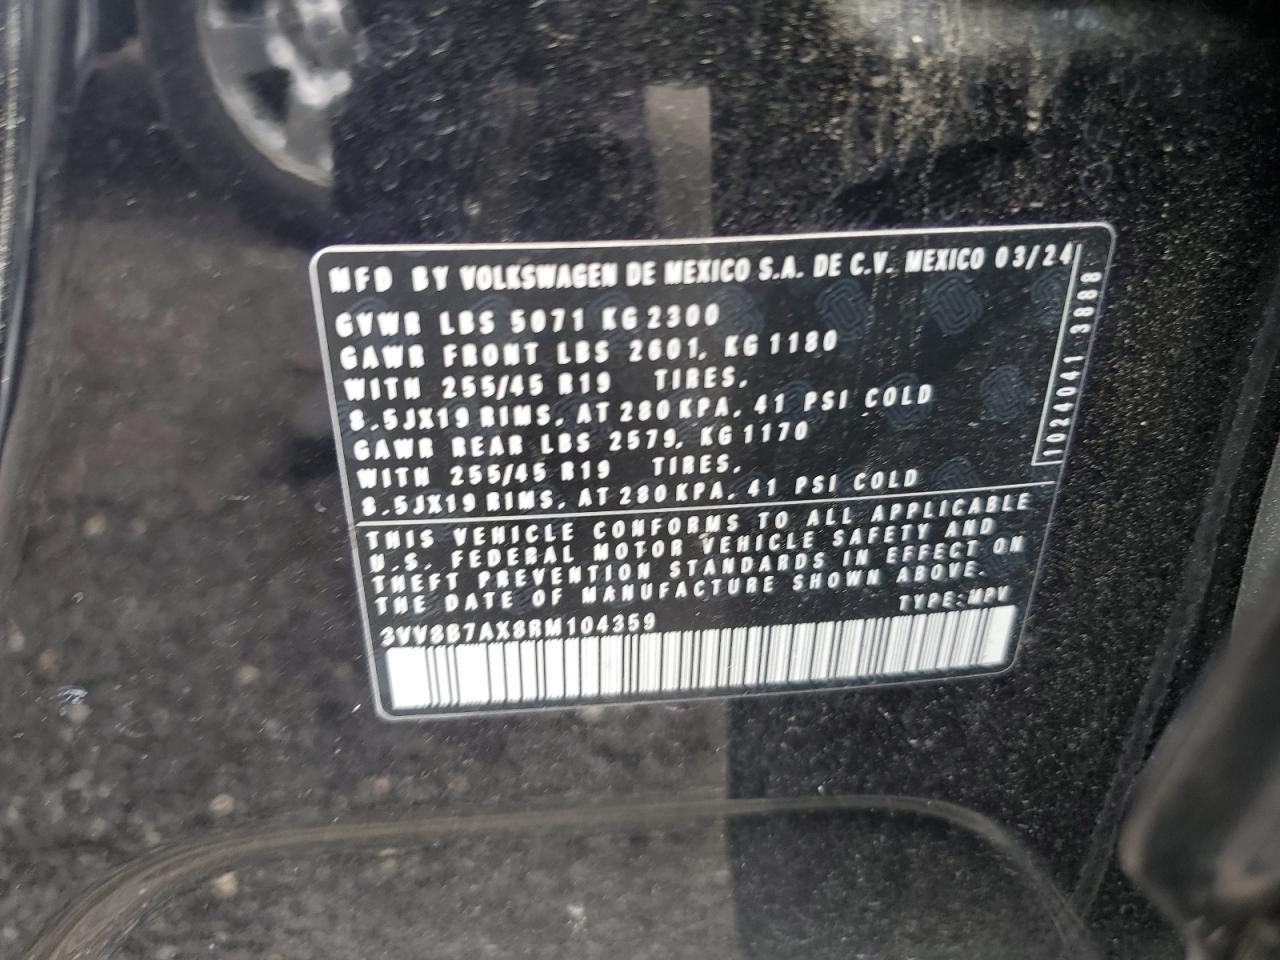 MFD BY VOLKSWAGEN DE MEXICO S.A. DE C.V. MEXICO 03/24
GVWR LBS 5071 KG 2300
GAWR FRONT LBS 2601, KG 1180
WITH 255/45 R19 TIRES,
8.5JX19 RIMS, AT 280 KPA, 41 PSI COLD
GAWR REAR LBS 2579, KG 1170
WITH 255/45 R19 TIRES,
8.5JX19 RIMS, AT 280 KPA, 41 PSI COLD
THIS VEHICLE CONFORMS TO ALL APPLICABLE
U.S. FEDERAL MOTOR VEHICLE SAFETY AND
THEFT PREVENTION STANDARDS IN EFFECT ON
THE DATE OF MANUFACTURE SHOWN ABOVE.
TYPE:MPV
3VV8B7AX8RM104359
1024041 3888